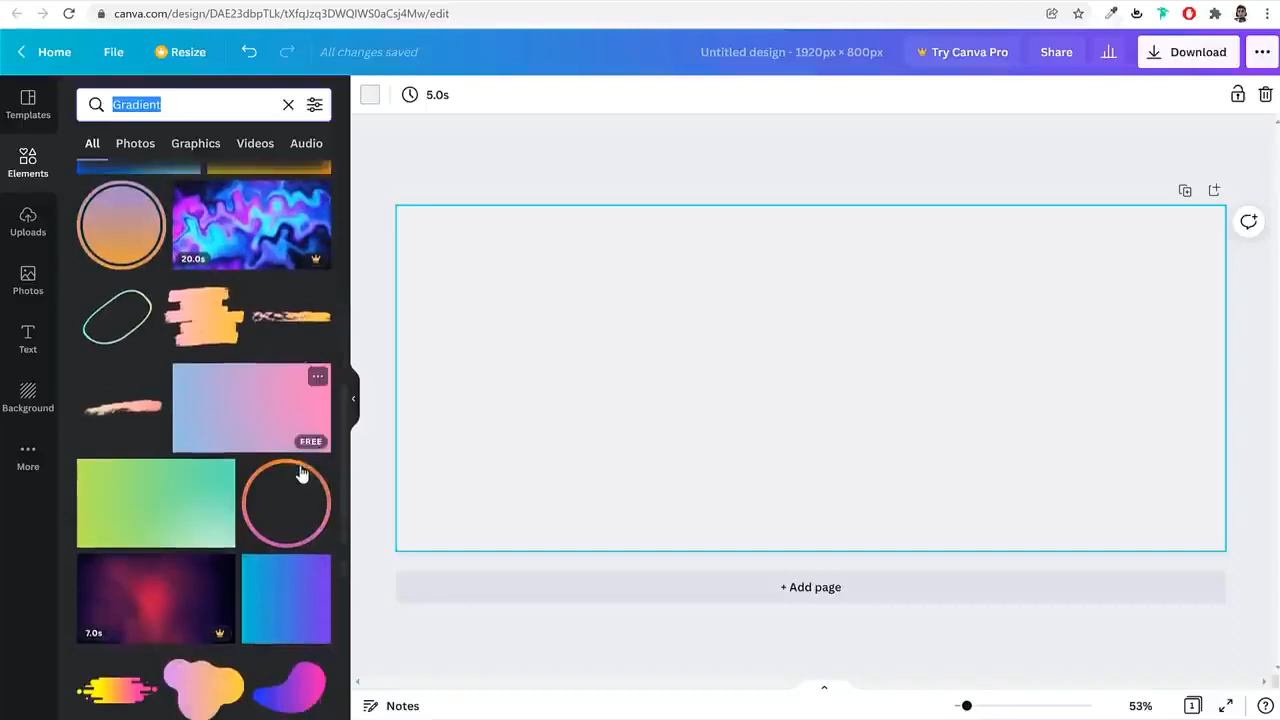 canva.com/design/DAE23dbpTLk/tXfqJzq3DWQIWS0aCsj4Mw/edit
Home File Resize All changes saved Untitled design - 1920px × 800px Try Canva Pro Share Download
Templates
Elements
Uploads
Photos
Text
Background
More
Gradient
All Photos Graphics Videos Audio
20.0s
FREE
7.0s
5.0s
+ Add page
Notes 53% 1